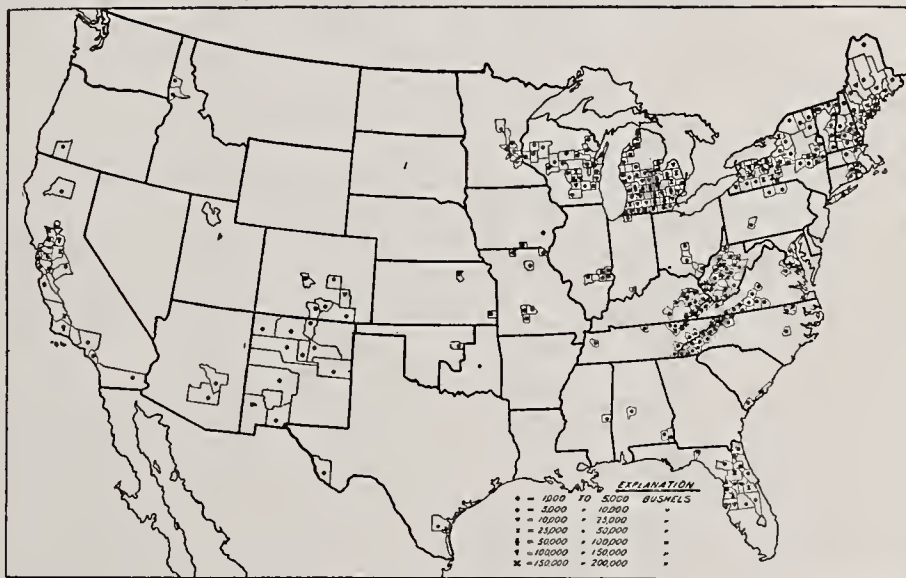 EXPLANATION
• = 1,000 TO 5,000 BUSHELS
= 5,000 " 10,000 "
= 10,000 " 25,000 "
= 25,000 " 50,000 "
= 50,000 " 100,000 "
= 100,000 " 150,000 "
= 150,000 " 200,000 "